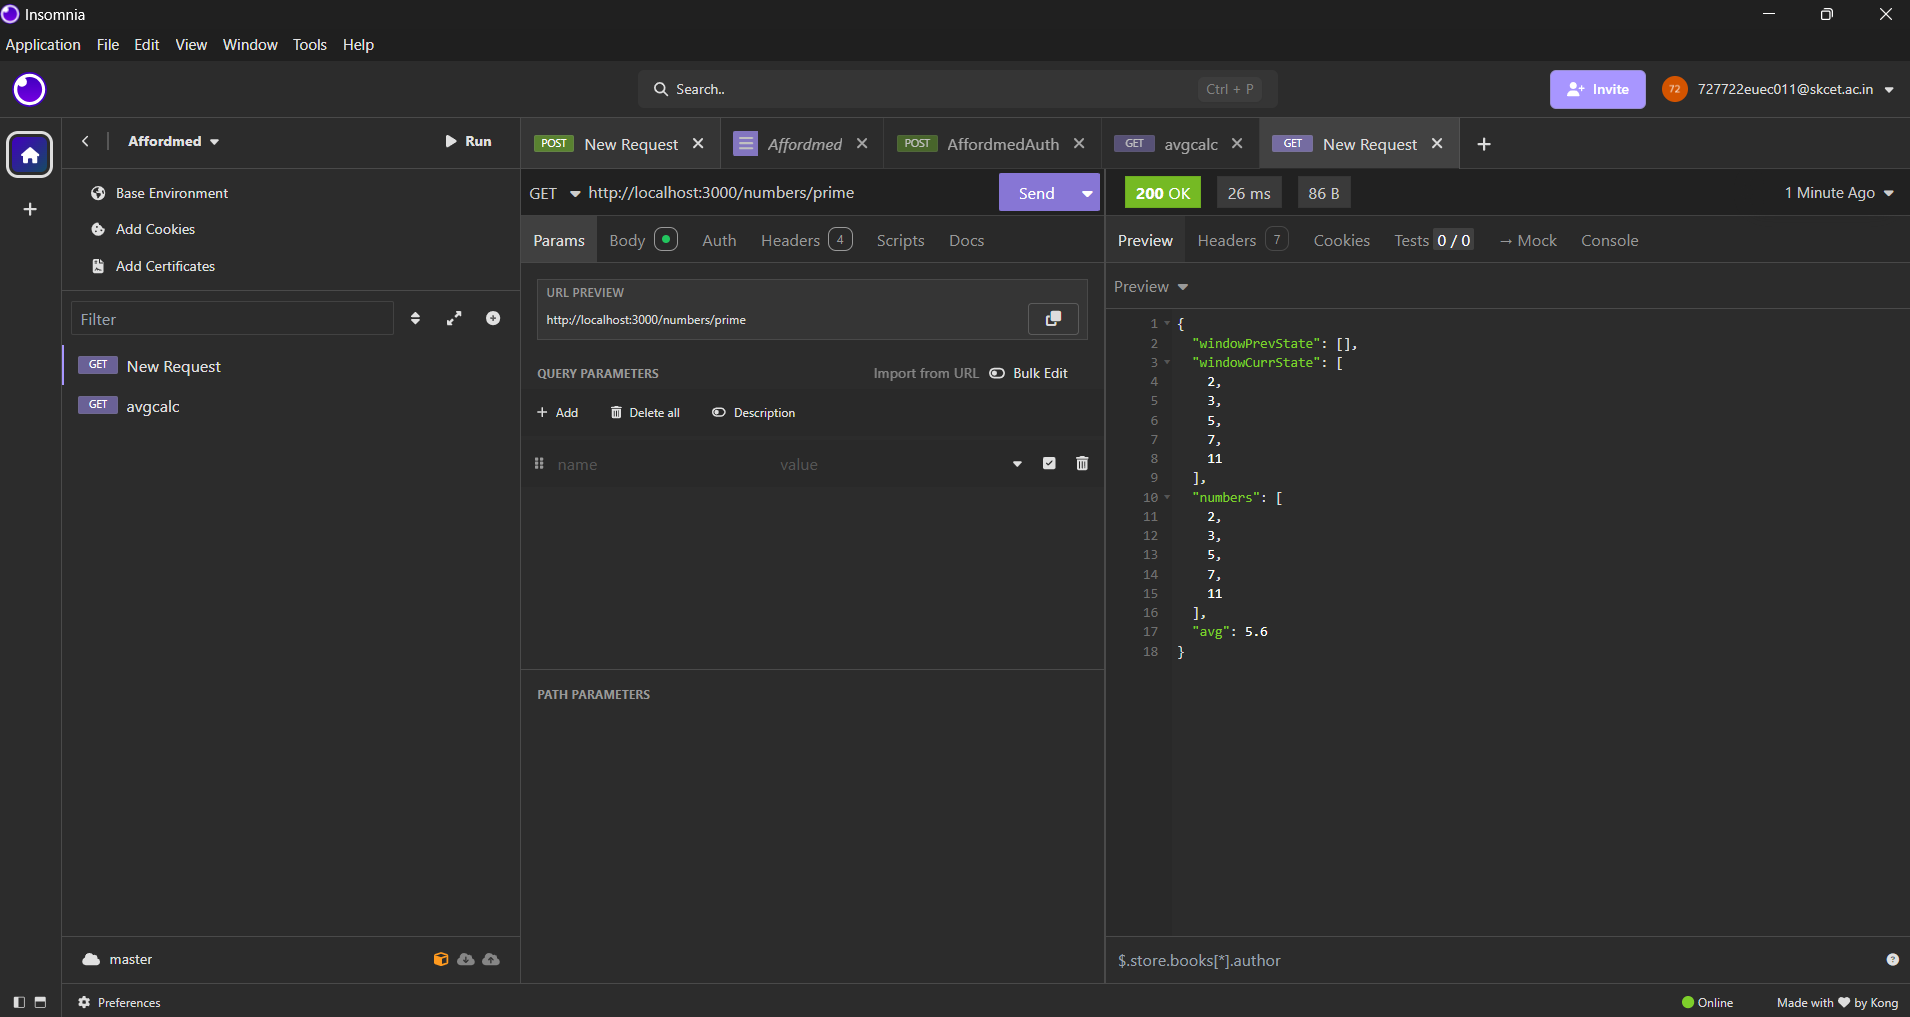 Insomnia
Application File Edit View Window Tools Help
Search.. Ctrl + P
Invite
72 727722euec011@skcet.ac.in
Affordmed
Run
POST New Request
Affordmed
POST AffordmedAuth
GET avgcalc
GET New Request
Base Environment
Add Cookies
Add Certificates
Filter
GET New Request
GET avgcalc
master
Preferences
GET http://localhost:3000/numbers/prime Send
Params Body Auth Headers 4 Scripts Docs
URL PREVIEW
http://localhost:3000/numbers/prime
QUERY PARAMETERS Import from URL Bulk Edit
Add Delete all Description
name value
PATH PARAMETERS
200 OK 26 ms 86 B 1 Minute Ago
Preview Headers 7 Cookies Tests 0 / 0 → Mock Console
Preview
1 {
2 "windowPrevState": [],
3 "windowCurrState": [
4 2,
5 3,
6 5,
7 7,
8 11
9 ],
10 "numbers": [
11 2,
12 3,
13 5,
14 7,
15 11
16 ],
17 "avg": 5.6
18 }
$.store.books[*].author
Online Made with ♥ by Kong